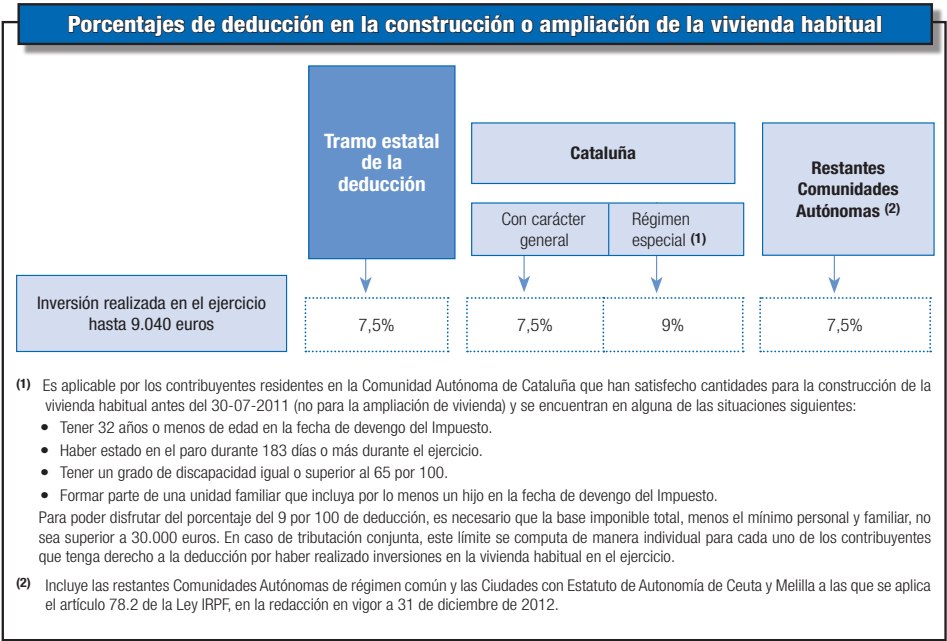 Porcentajes de deducción en la construcción o ampliación de la vivienda habitual
Tramo estatal
de la
deducción
Cataluña
Restantes
Comunidades
Autónomas (2)
Con carácter
general
Régimen
especial (1)
Inversión realizada en el ejercicio
hasta 9.040 euros
7,5%
7,5%
9%
7,5%
(1) Es aplicable por los contribuyentes residentes en la Comunidad Autónoma de Cataluña que han satisfecho cantidades para la construcción de la
vivienda habitual antes del 30-07-2011 (no para la ampliación de vivienda) y se encuentran en alguna de las situaciones siguientes:
• Tener 32 años o menos de edad en la fecha de devengo del Impuesto.
• Haber estado en el paro durante 183 días o más durante el ejercicio.
• Tener un grado de discapacidad igual o superior al 65 por 100.
• Formar parte de una unidad familiar que incluya por lo menos un hijo en la fecha de devengo del Impuesto.
Para poder disfrutar del porcentaje del 9 por 100 de deducción, es necesario que la base imponible total, menos el mínimo personal y familiar, no
sea superior a 30.000 euros. En caso de tributación conjunta, este límite se computa de manera individual para cada uno de los contribuyentes
que tenga derecho a la deducción por haber realizado inversiones en la vivienda habitual en el ejercicio.
(2) Incluye las restantes Comunidades Autónomas de régimen común y las Ciudades con Estatuto de Autonomía de Ceuta y Melilla a las que se aplica
el artículo 78.2 de la Ley IRPF, en la redacción en vigor a 31 de diciembre de 2012.